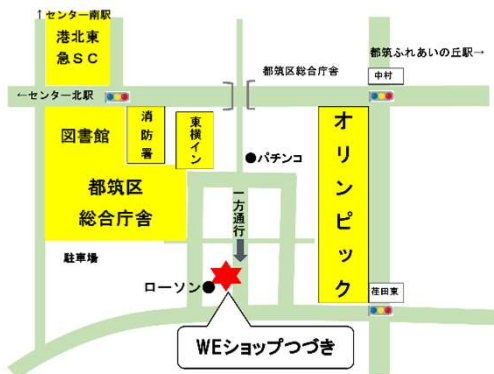 ↑センター南駅
港北東
急SC
都筑ふれあいの丘駅→
都筑区総合庁舎
中村
←センター北駅
図書館
消防署
東横イン
オリンピック
●パチンコ
都筑区
総合庁舎
一方通行
駐車場
ローソン●
荏田東
WEショップつづき